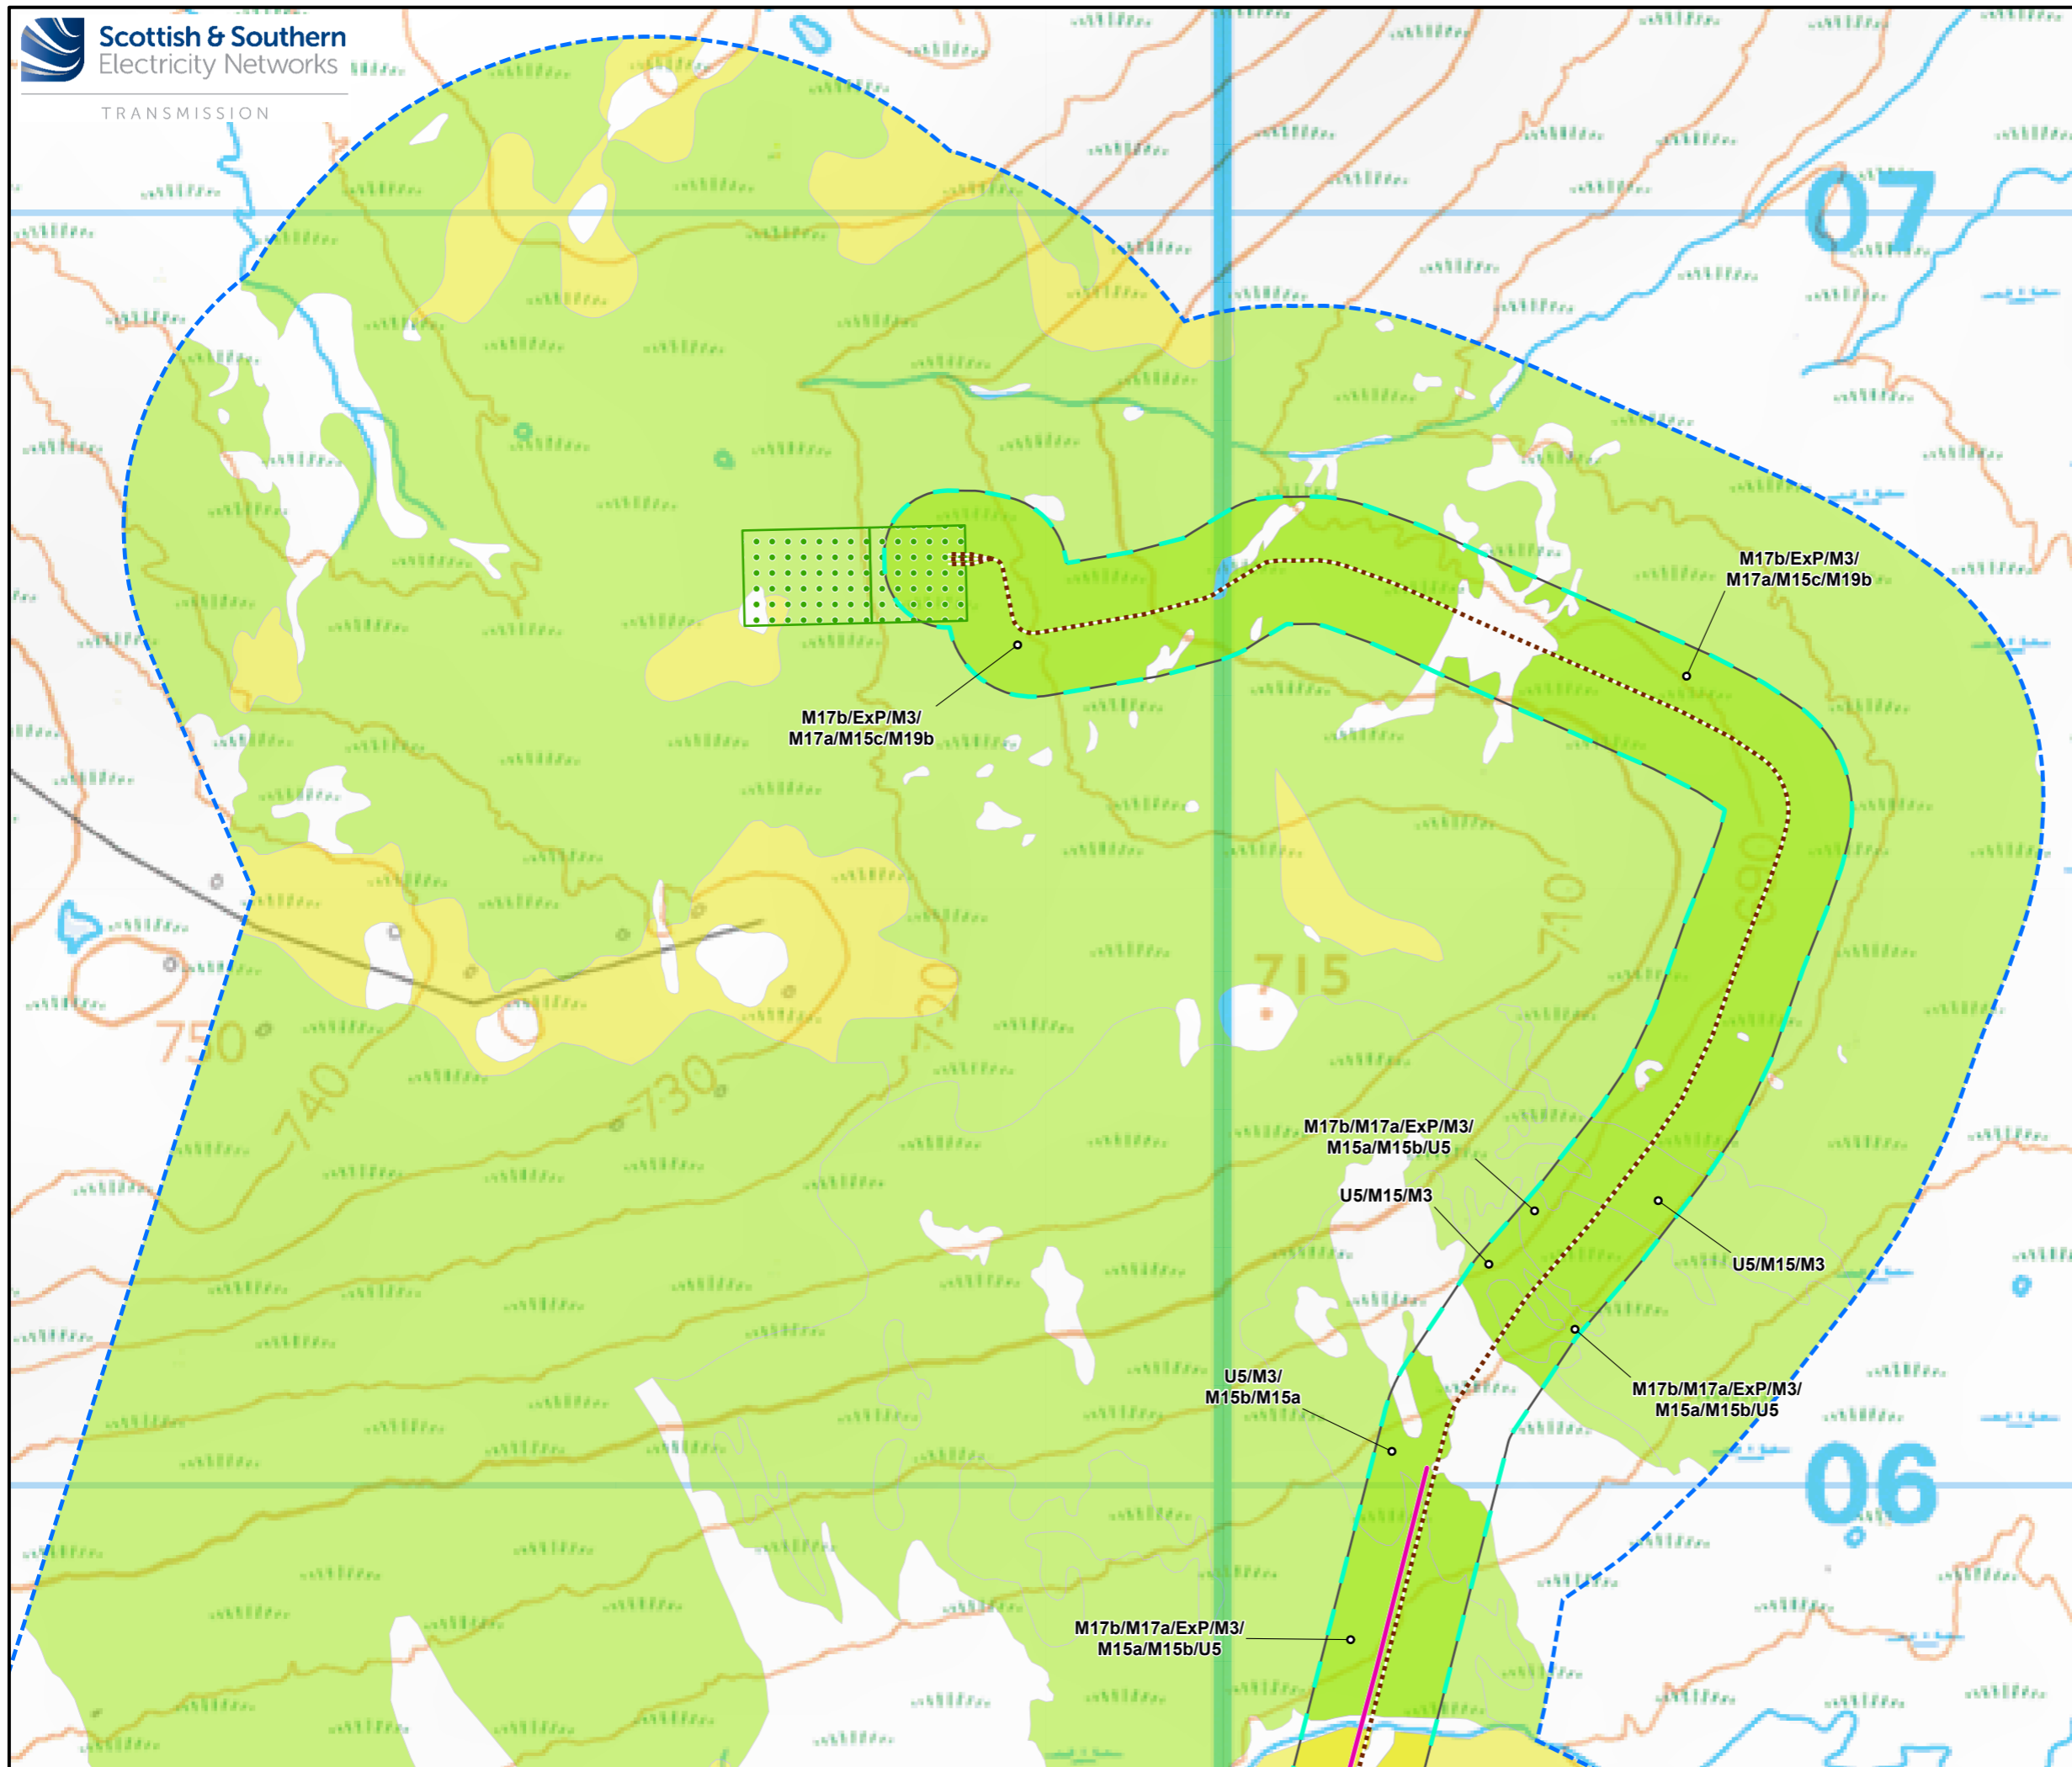 Scottish & Southern
Electricity Networks
TRANSMISSION
07
M17b/ExP/M3/
M17a/M15c/M19b
M17b/ExP/M3/
M17a/M15c/M19b
690
710
715
720
750
740
730
M17b/M17a/ExP/M3/
M15a/M15b/U5
U5/M15/M3
U5/M15/M3
U5/M3/
M15b/M15a
M17b/M17a/ExP/M3/
M15a/M15b/U5
06
M17b/M17a/ExP/M3/
M15a/M15b/U5